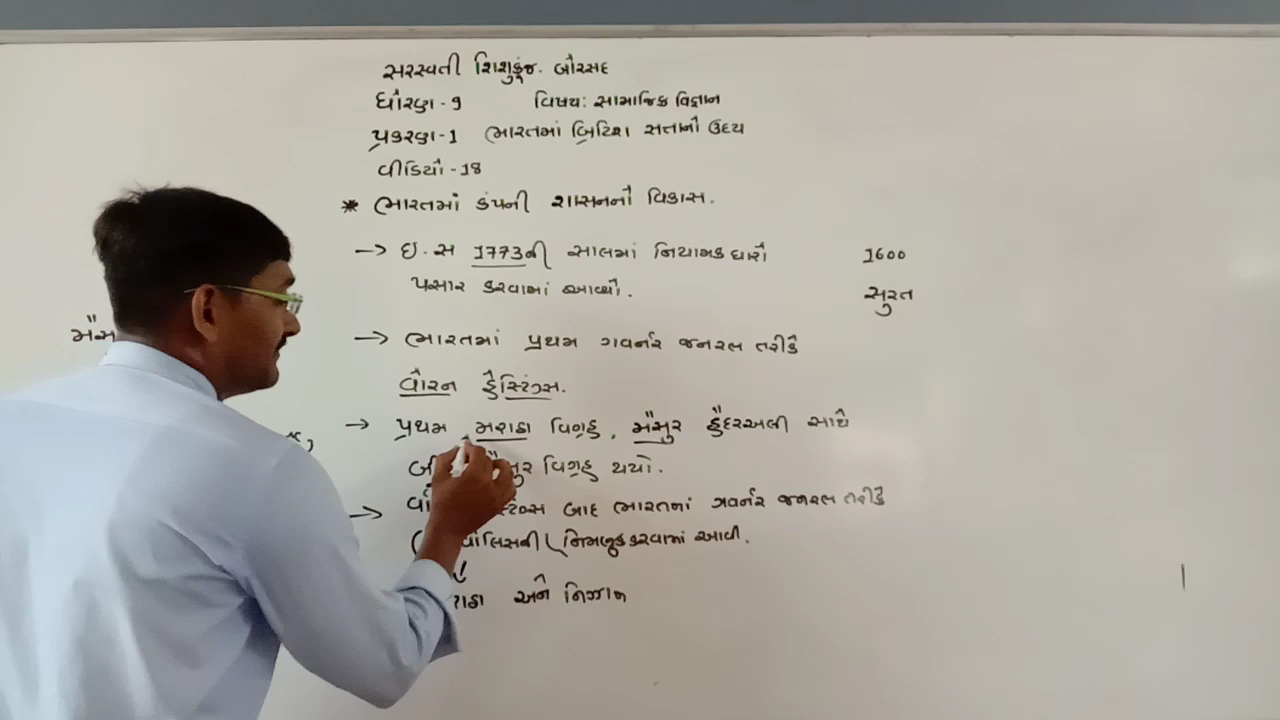 સરસ્વતી શિશુકુંજ. બોરસદ
ધોરણ - 9 વિષય: સામાજિક વિજ્ઞાન
પ્રકરણ - 1 ભારતમાં બ્રિટિશ સતાનો ઉદય
વીડિયો - 18
* ભારતમાં કંપની શાસનનો વિકાસ.
→ ઇ.સ 1773ની સાલમાં નિયામક ધારો
પસાર કરવામાં આવ્યો.
1600
સુરત
→ ભારતમાં પ્રથમ ગવર્નર જનરલ તરીકે
વોરન હેસ્ટિંગ્સ.
→ પ્રથમ મરાઠા વિગ્રહ, મૈસુર હૈદરઅલી સાથે
વિગ્રહ થયો.
→ બાદ ભારતનાં ગવર્નર જનરલ તરીકે
નિમણુક કરવામાં આવી.
અને નિઝામ